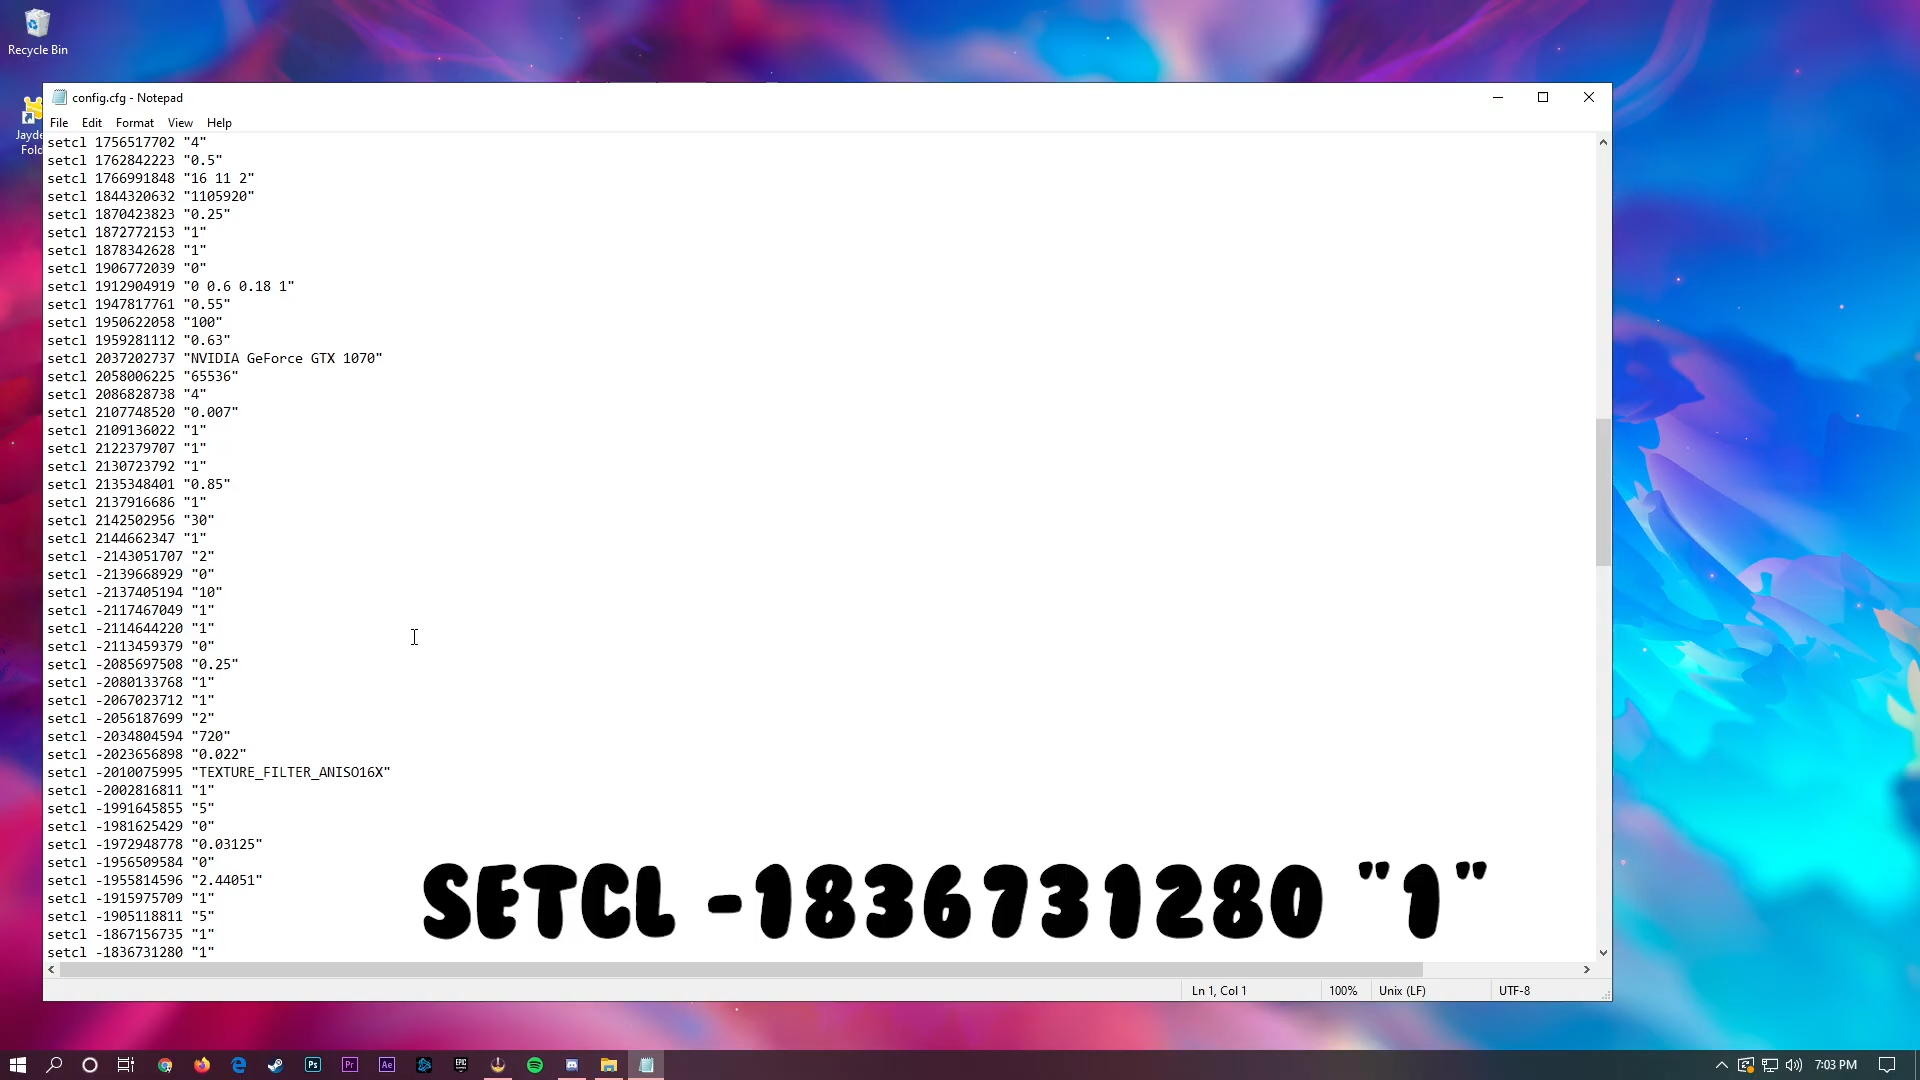 Recycle Bin
Jayde
Fold
config.cfg - Notepad
File Edit Format View Help
setcl 1756517702 "4"
setcl 1762842223 "0.5"
setcl 1766991848 "16 11 2"
setcl 1844320632 "1105920"
setcl 1870423823 "0.25"
setcl 1872772153 "1"
setcl 1878342628 "1"
setcl 1906772039 "0"
setcl 1912904919 "0 0.6 0.18 1"
setcl 1947817761 "0.55"
setcl 1950622058 "100"
setcl 1959281112 "0.63"
setcl 2037202737 "NVIDIA GeForce GTX 1070"
setcl 2058006225 "65536"
setcl 2086828738 "4"
setcl 2107748520 "0.007"
setcl 2109136022 "1"
setcl 2122379707 "1"
setcl 2130723792 "1"
setcl 2135348401 "0.85"
setcl 2137916686 "1"
setcl 2142502956 "30"
setcl 2144662347 "1"
setcl -2143051707 "2"
setcl -2139668929 "0"
setcl -2137405194 "10"
setcl -2117467049 "1"
setcl -2114644220 "1"
setcl -2113459379 "0"
setcl -2085697508 "0.25"
setcl -2080133768 "1"
setcl -2067023712 "1"
setcl -2056187699 "2"
setcl -2034804594 "720"
setcl -2023656898 "0.022"
setcl -2010075995 "TEXTURE_FILTER_ANISO16X"
setcl -2002816811 "1"
setcl -1991645855 "5"
setcl -1981625429 "0"
setcl -1972948778 "0.03125"
setcl -1956509584 "0"
setcl -1955814596 "2.44051"
setcl -1915975709 "1"
setcl -1905118811 "5"
setcl -1867156735 "1"
setcl -1836731280 "1"
SETCL -1836731280 "1"
Ln 1, Col 1 100% Unix (LF) UTF-8
Ps Pr Ae EPIC
7:03 PM